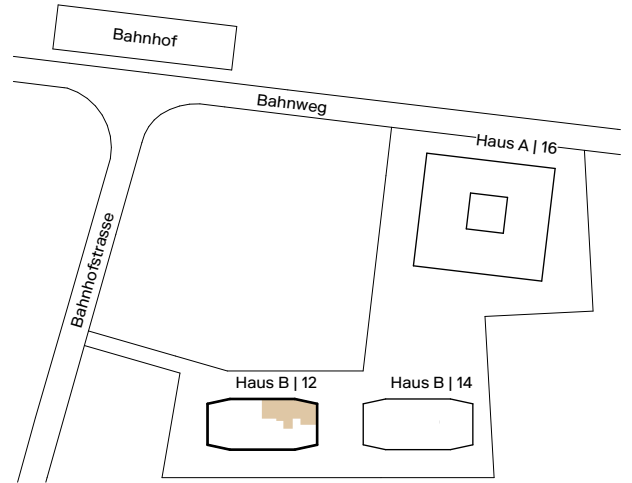 Bahnhof
Bahnweg
Haus A | 16
Bahnhofstrasse
Haus B | 12
Haus B | 14